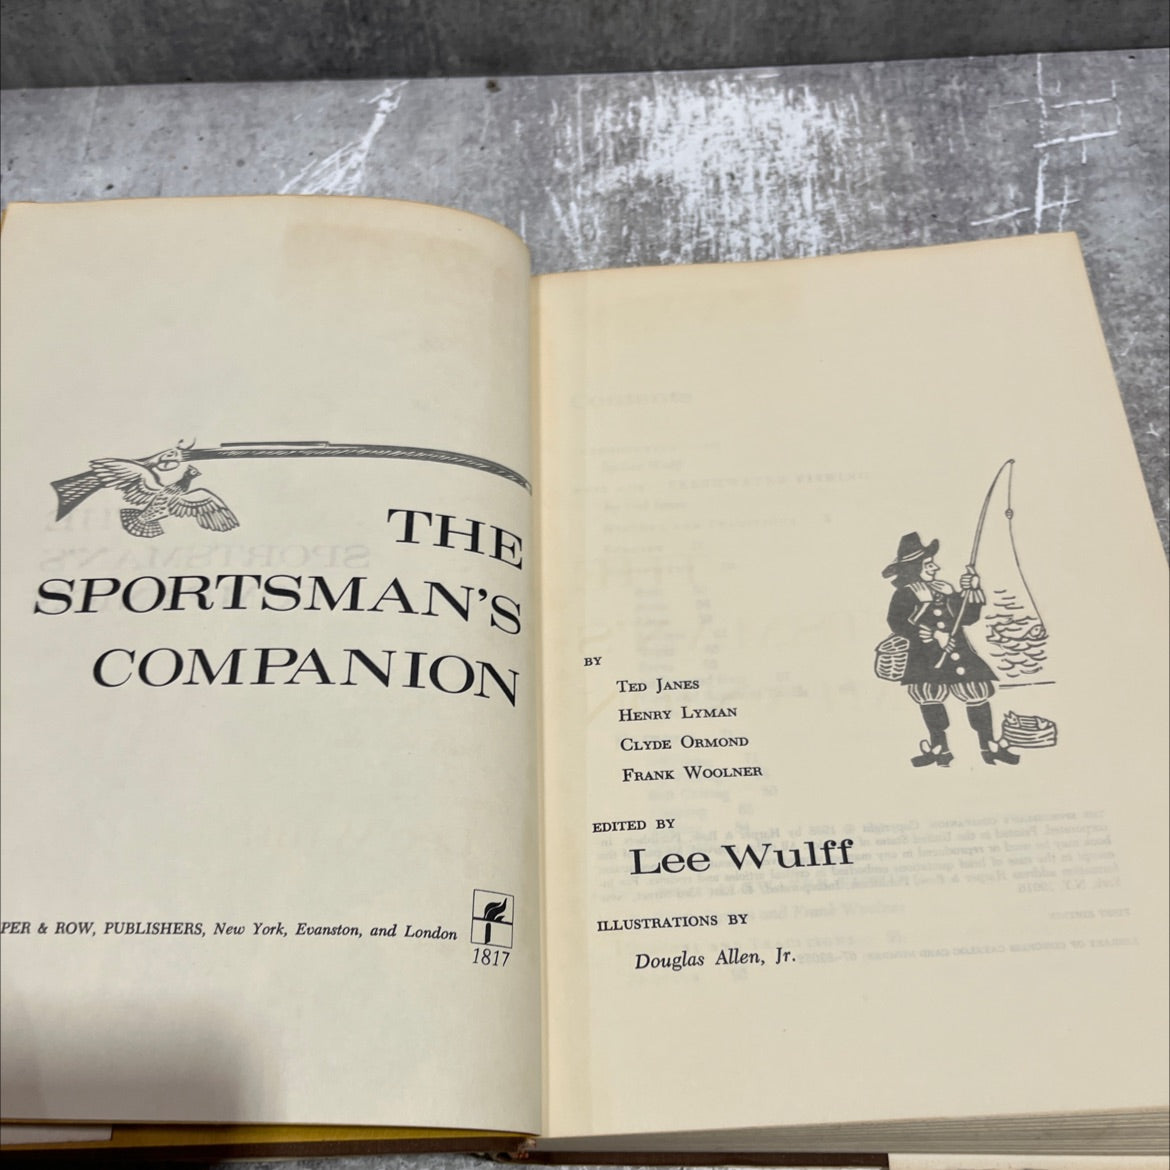 THE
SPORTSMAN'S
COMPANION
PER & ROW, PUBLISHERS, New York, Evanston, and London
1817
BY
TED JANES
HENRY LYMAN
CLYDE ORMOND
FRANK WOOLNER
EDITED BY
Lee Wulff
ILLUSTRATIONS BY
Douglas Allen, Jr.